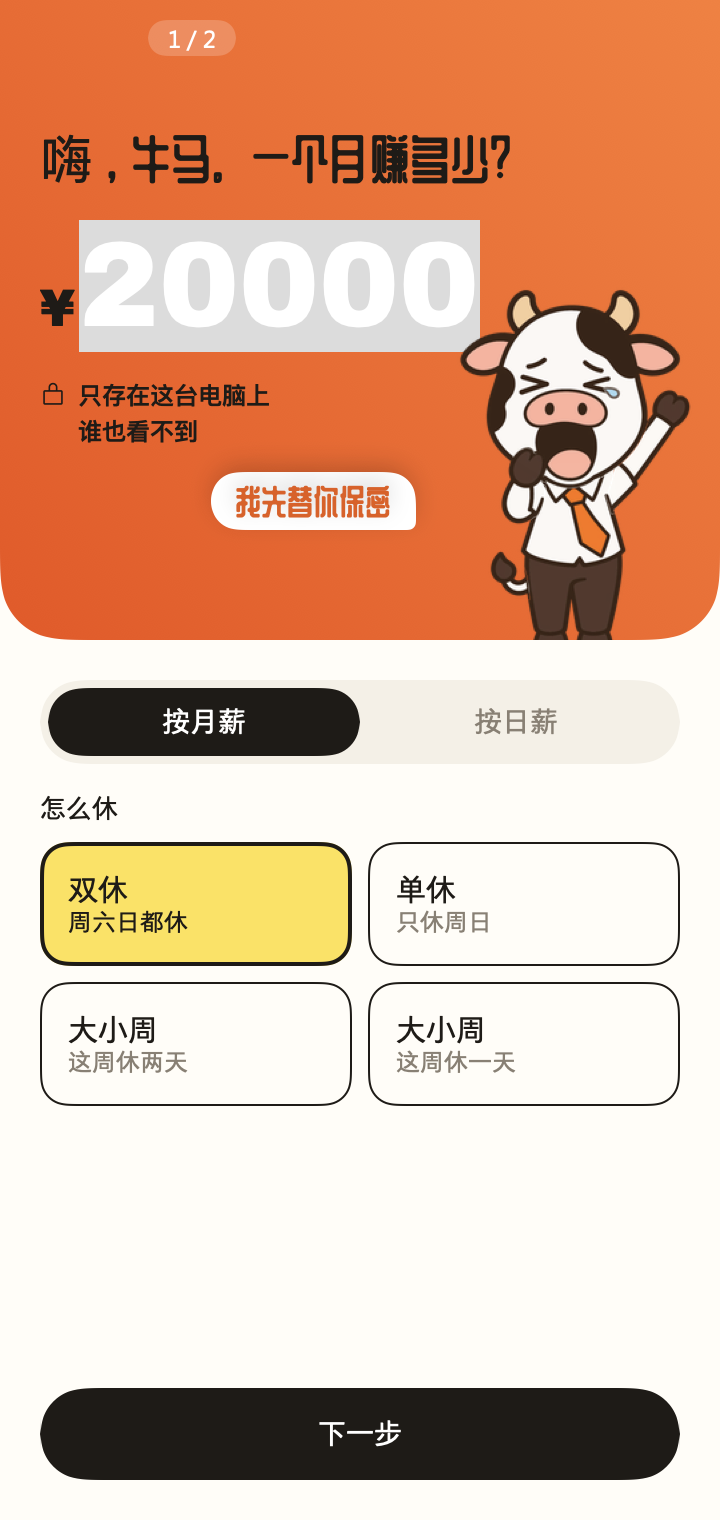 1 / 2
嗨，牛马。一个月赚多少？
¥20000
只存在这台电脑上
谁也看不到
我先替你保密
按月薪
按日薪
怎么休
双休
周六日都休
单休
只休周日
大小周
这周休两天
大小周
这周休一天
下一步